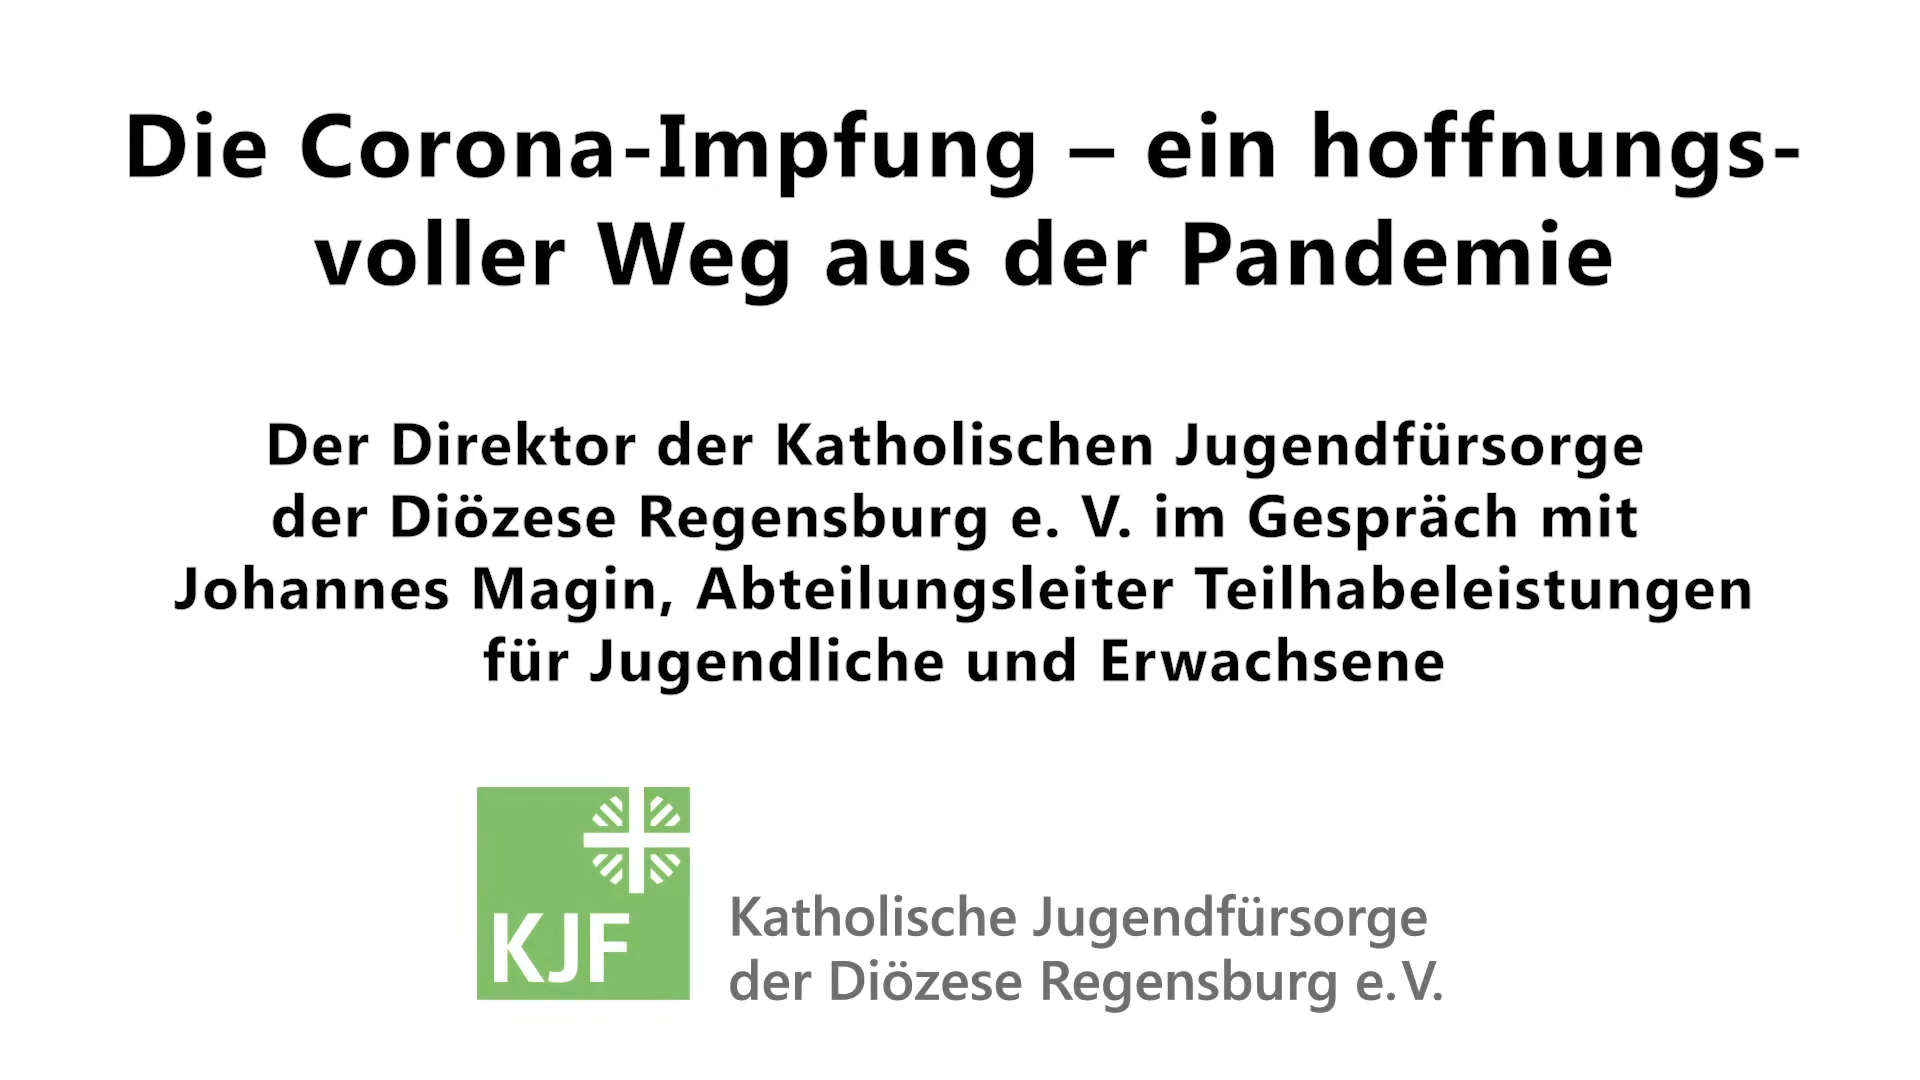 Die Corona-Impfung – ein hoffnungs-
voller Weg aus der Pandemie
Der Direktor der Katholischen Jugendfürsorge
der Diözese Regensburg e. V. im Gespräch mit
Johannes Magin, Abteilungsleiter Teilhabeleistungen
für Jugendliche und Erwachsene
KJF
Katholische Jugendfürsorge
der Diözese Regensburg e. V.